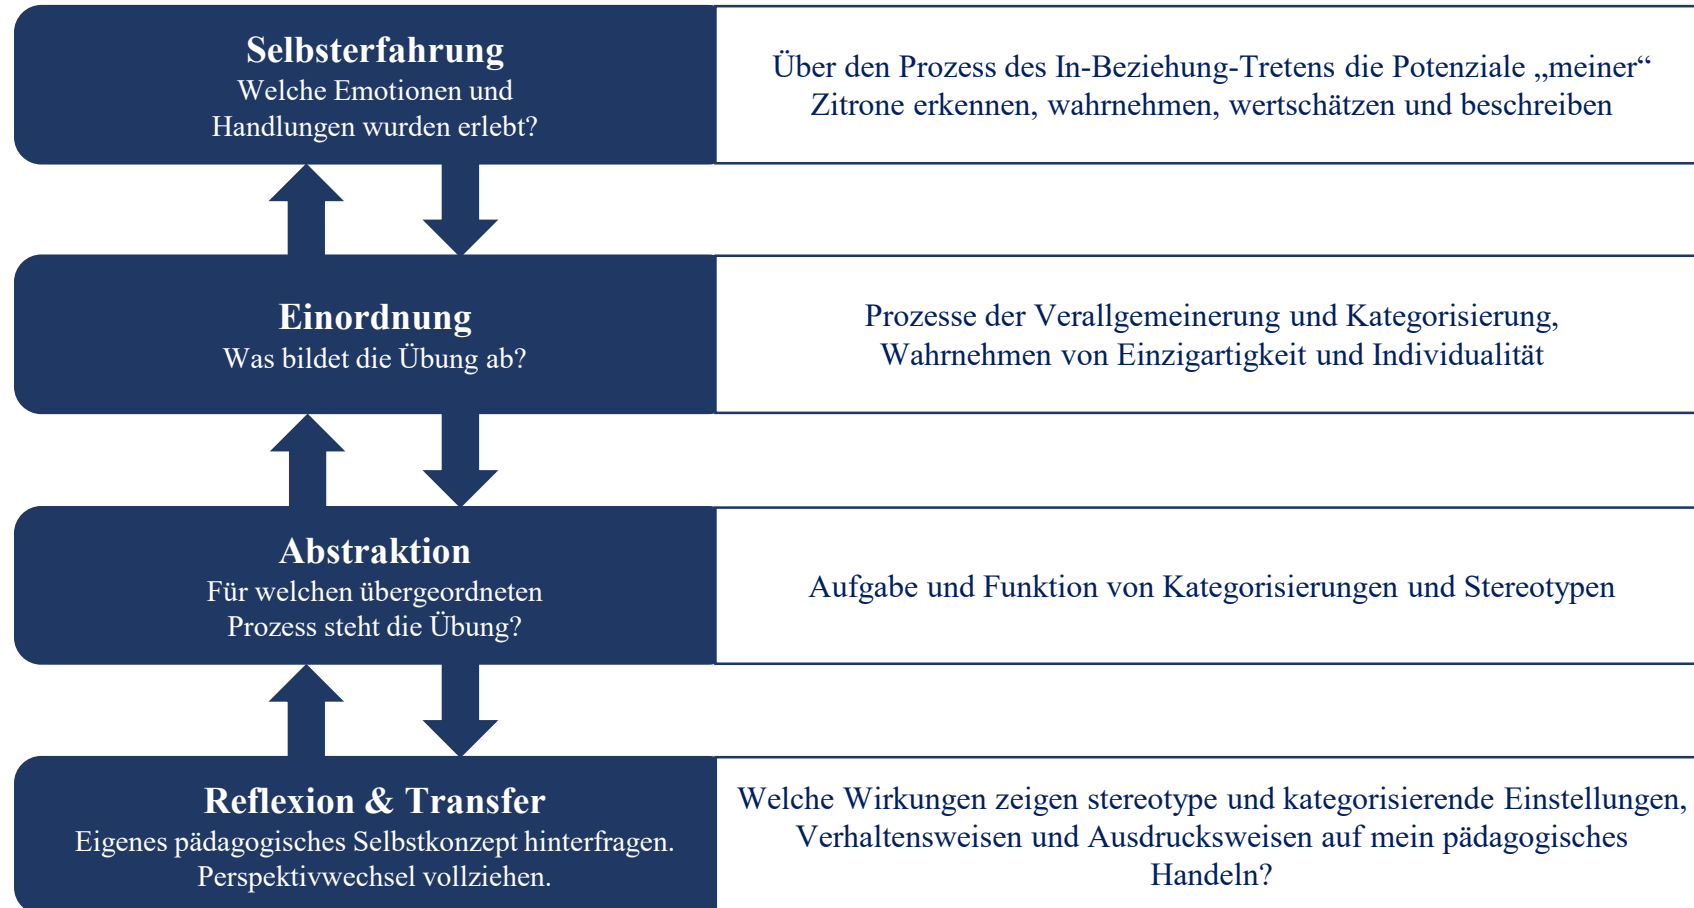 Selbsterfahrung
Welche Emotionen und
Handlungen wurden erlebt?
Über den Prozess des In-Beziehung-Tretens die Potenziale „meiner“
Zitrone erkennen, wahrnehmen, wertschätzen und beschreiben
Einordnung
Was bildet die Übung ab?
Prozesse der Verallgemeinerung und Kategorisierung,
Wahrnehmen von Einzigartigkeit und Individualität
Abstraktion
Für welchen übergeordneten
Prozess steht die Übung?
Aufgabe und Funktion von Kategorisierungen und Stereotypen
Reflexion & Transfer
Eigenes pädagogisches Selbstkonzept hinterfragen.
Perspektivwechsel vollziehen.
Welche Wirkungen zeigen stereotype und kategorisierende Einstellungen,
Verhaltensweisen und Ausdrucksweisen auf mein pädagogisches
Handeln?